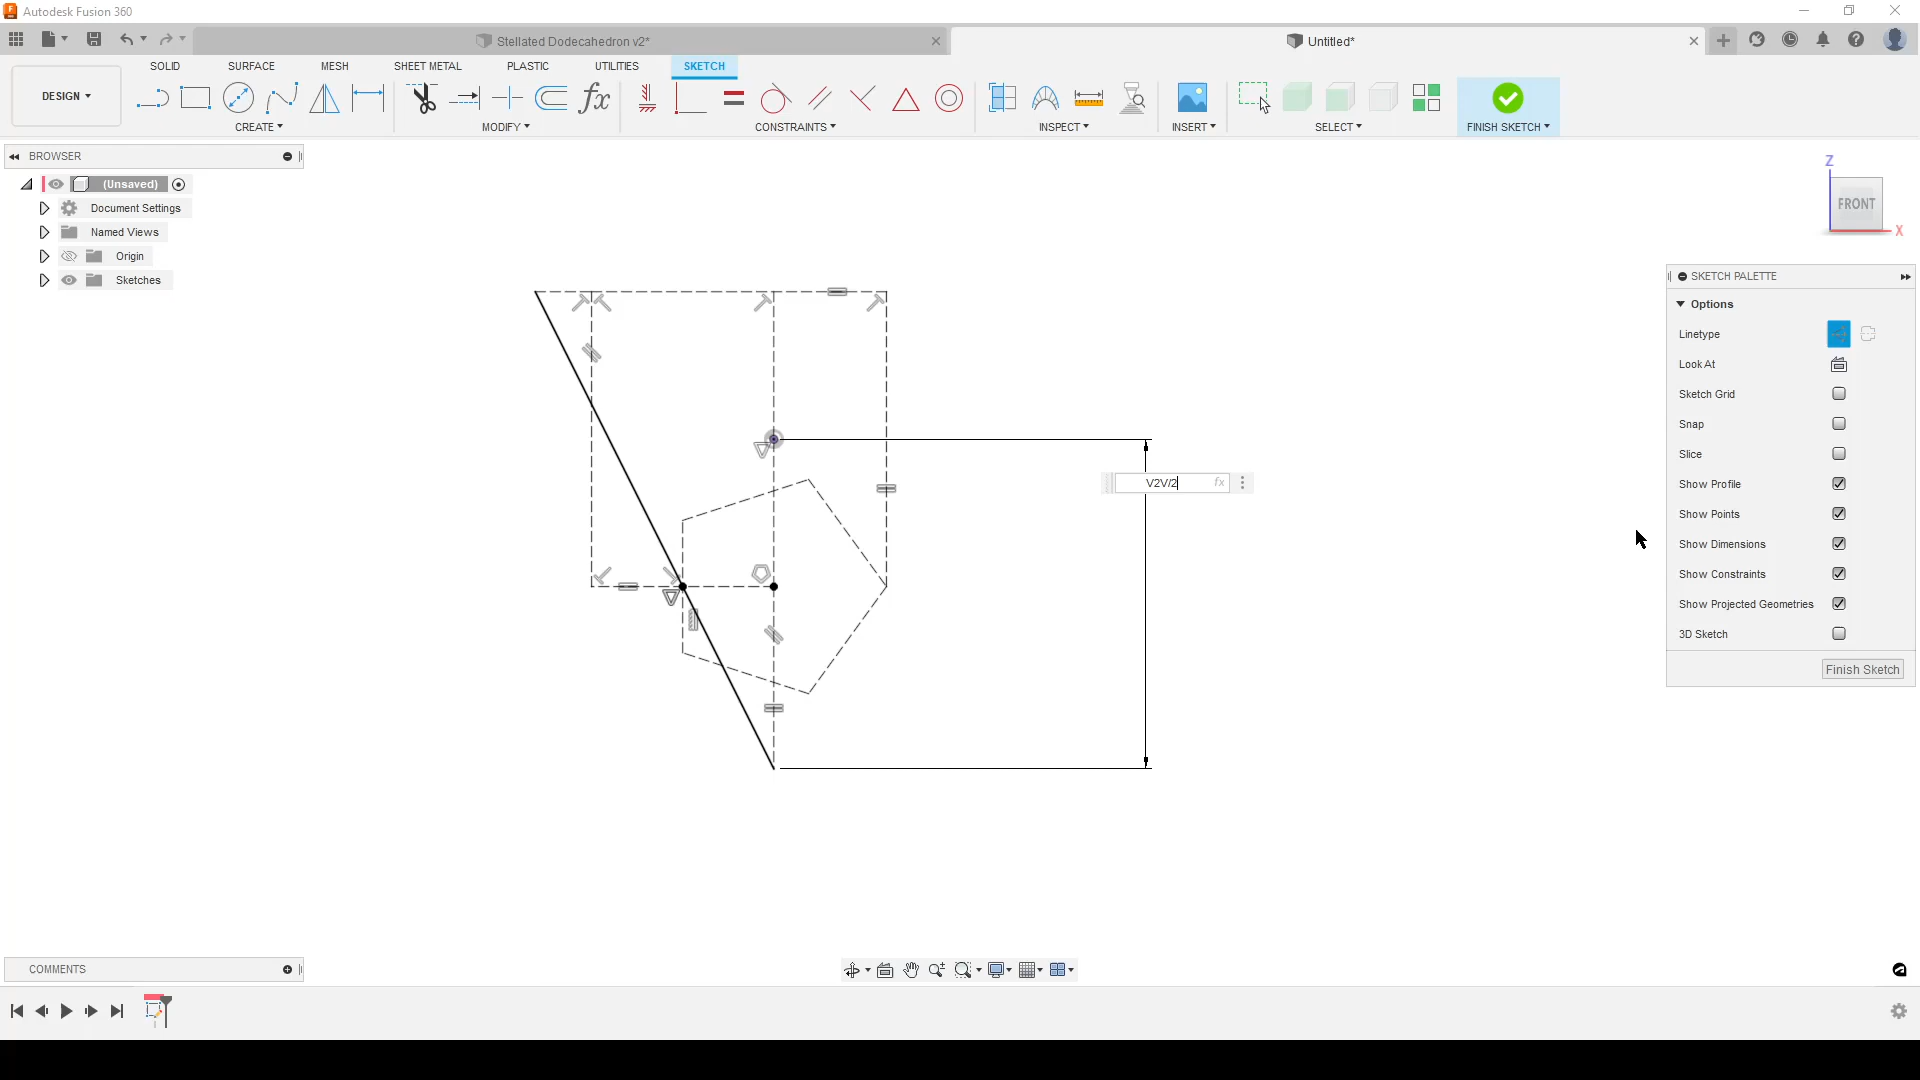 Autodesk Fusion 360
Stellated Dodecahedron v2*
Untitled*
SOLID
SURFACE
MESH
SHEET METAL
PLASTIC
UTILITIES
SKETCH
DESIGN
CREATE
MODIFY
CONSTRAINTS
INSPECT
INSERT
SELECT
FINISH SKETCH
fx
BROWSER
(Unsaved)
Document Settings
Named Views
Origin
Sketches
Z
FRONT
X
V2V/2
fx
SKETCH PALETTE
Options
Linetype
Look At
Sketch Grid
Snap
Slice
Show Profile
Show Points
Show Dimensions
Show Constraints
Show Projected Geometries
3D Sketch
Finish Sketch
COMMENTS